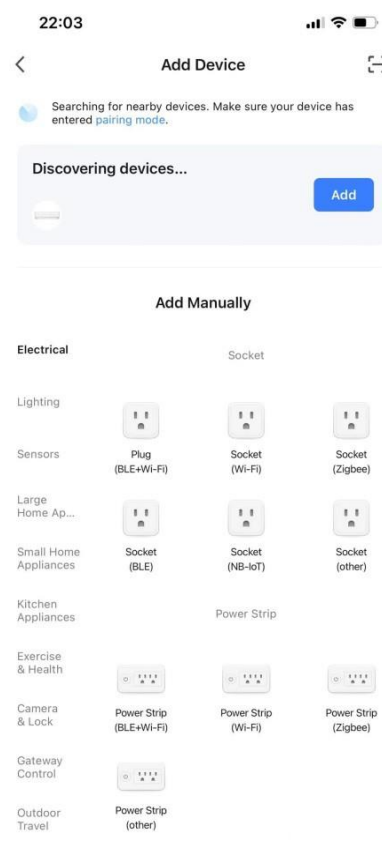 22:03
Add Device
Searching for nearby devices. Make sure your device has
entered pairing mode.
Discovering devices...
Add
Add Manually
Electrical
Lighting
Sensors
Large
Home Ap...
Small Home
Appliances
Kitchen
Appliances
Exercise
& Health
Camera
& Lock
Gateway
Control
Outdoor
Travel
Socket
Plug
(BLE+Wi-Fi)
Socket
(Wi-Fi)
Socket
(Zigbee)
Socket
(BLE)
Socket
(NB-IoT)
Socket
(other)
Power Strip
Power Strip
(BLE+Wi-Fi)
Power Strip
(Wi-Fi)
Power Strip
(Zigbee)
Power Strip
(other)